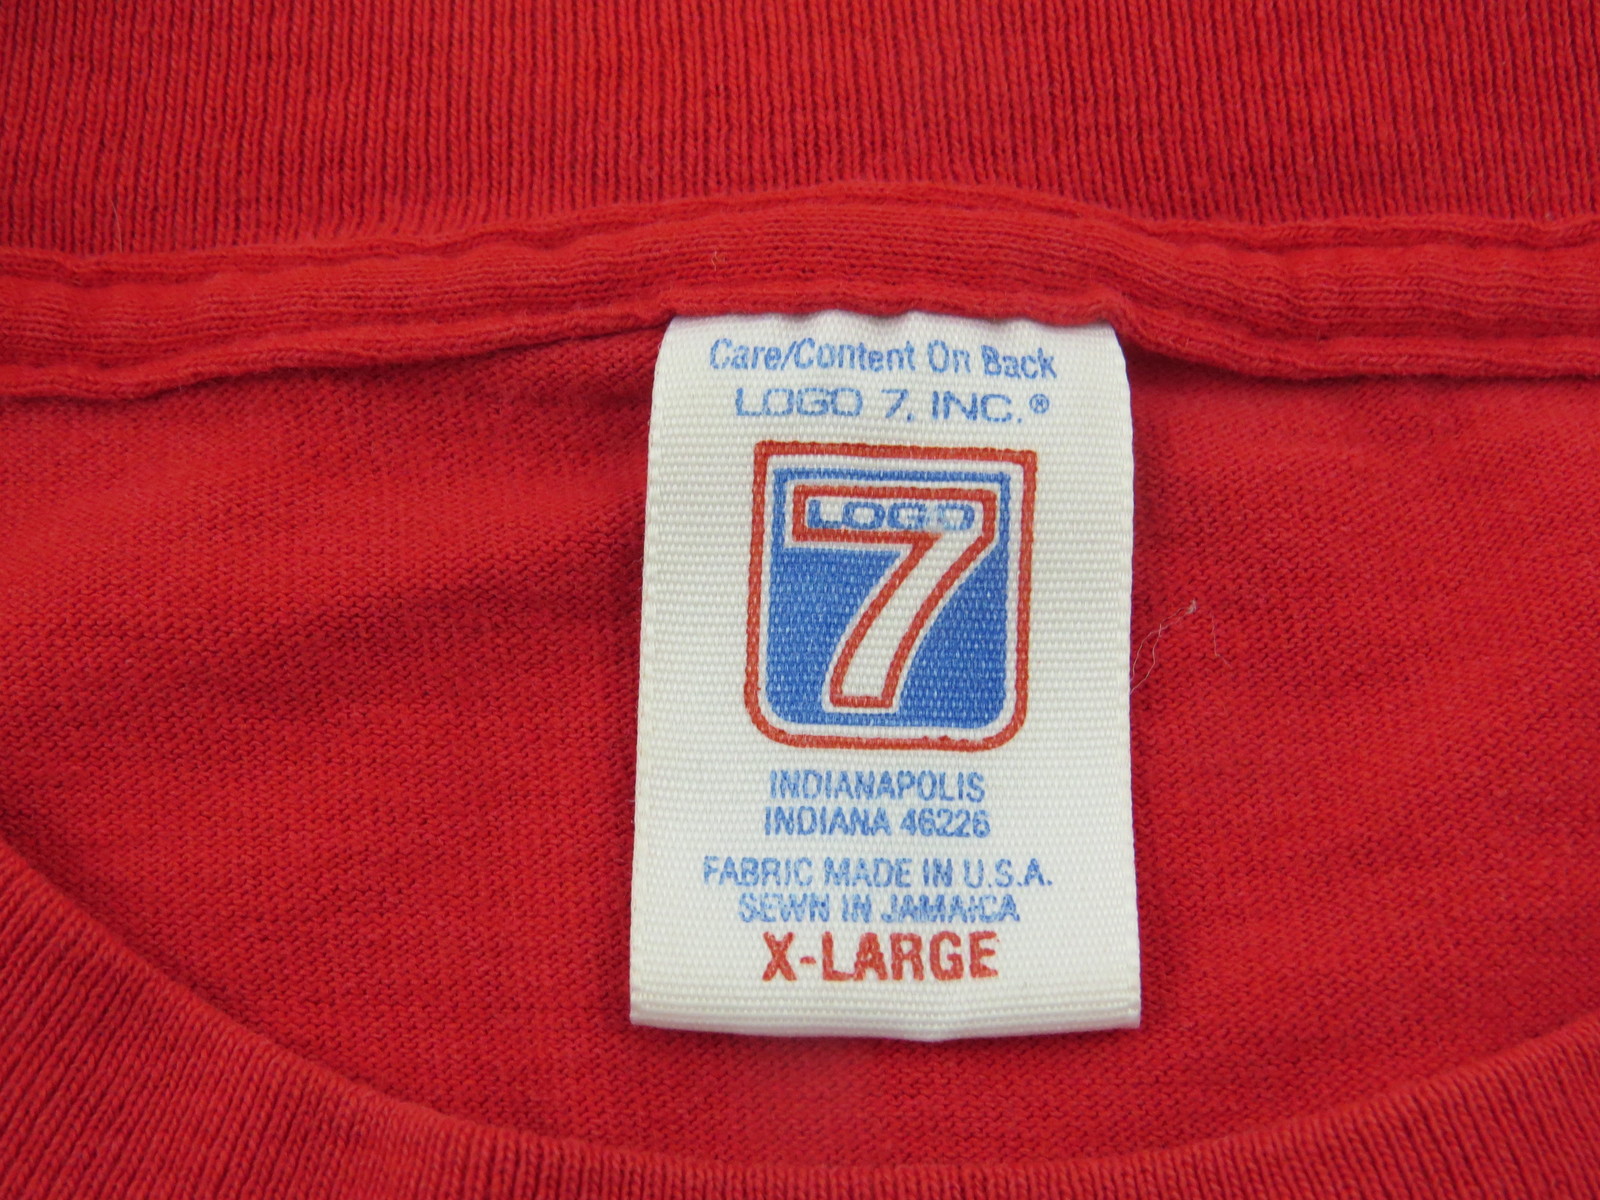 Care/Content On Back
LOGO 7, INC.®
LOGO
7
INDIANAPOLIS
INDIANA 46226
FABRIC MADE IN U.S.A.
SEWN IN JAMAICA
X-LARGE